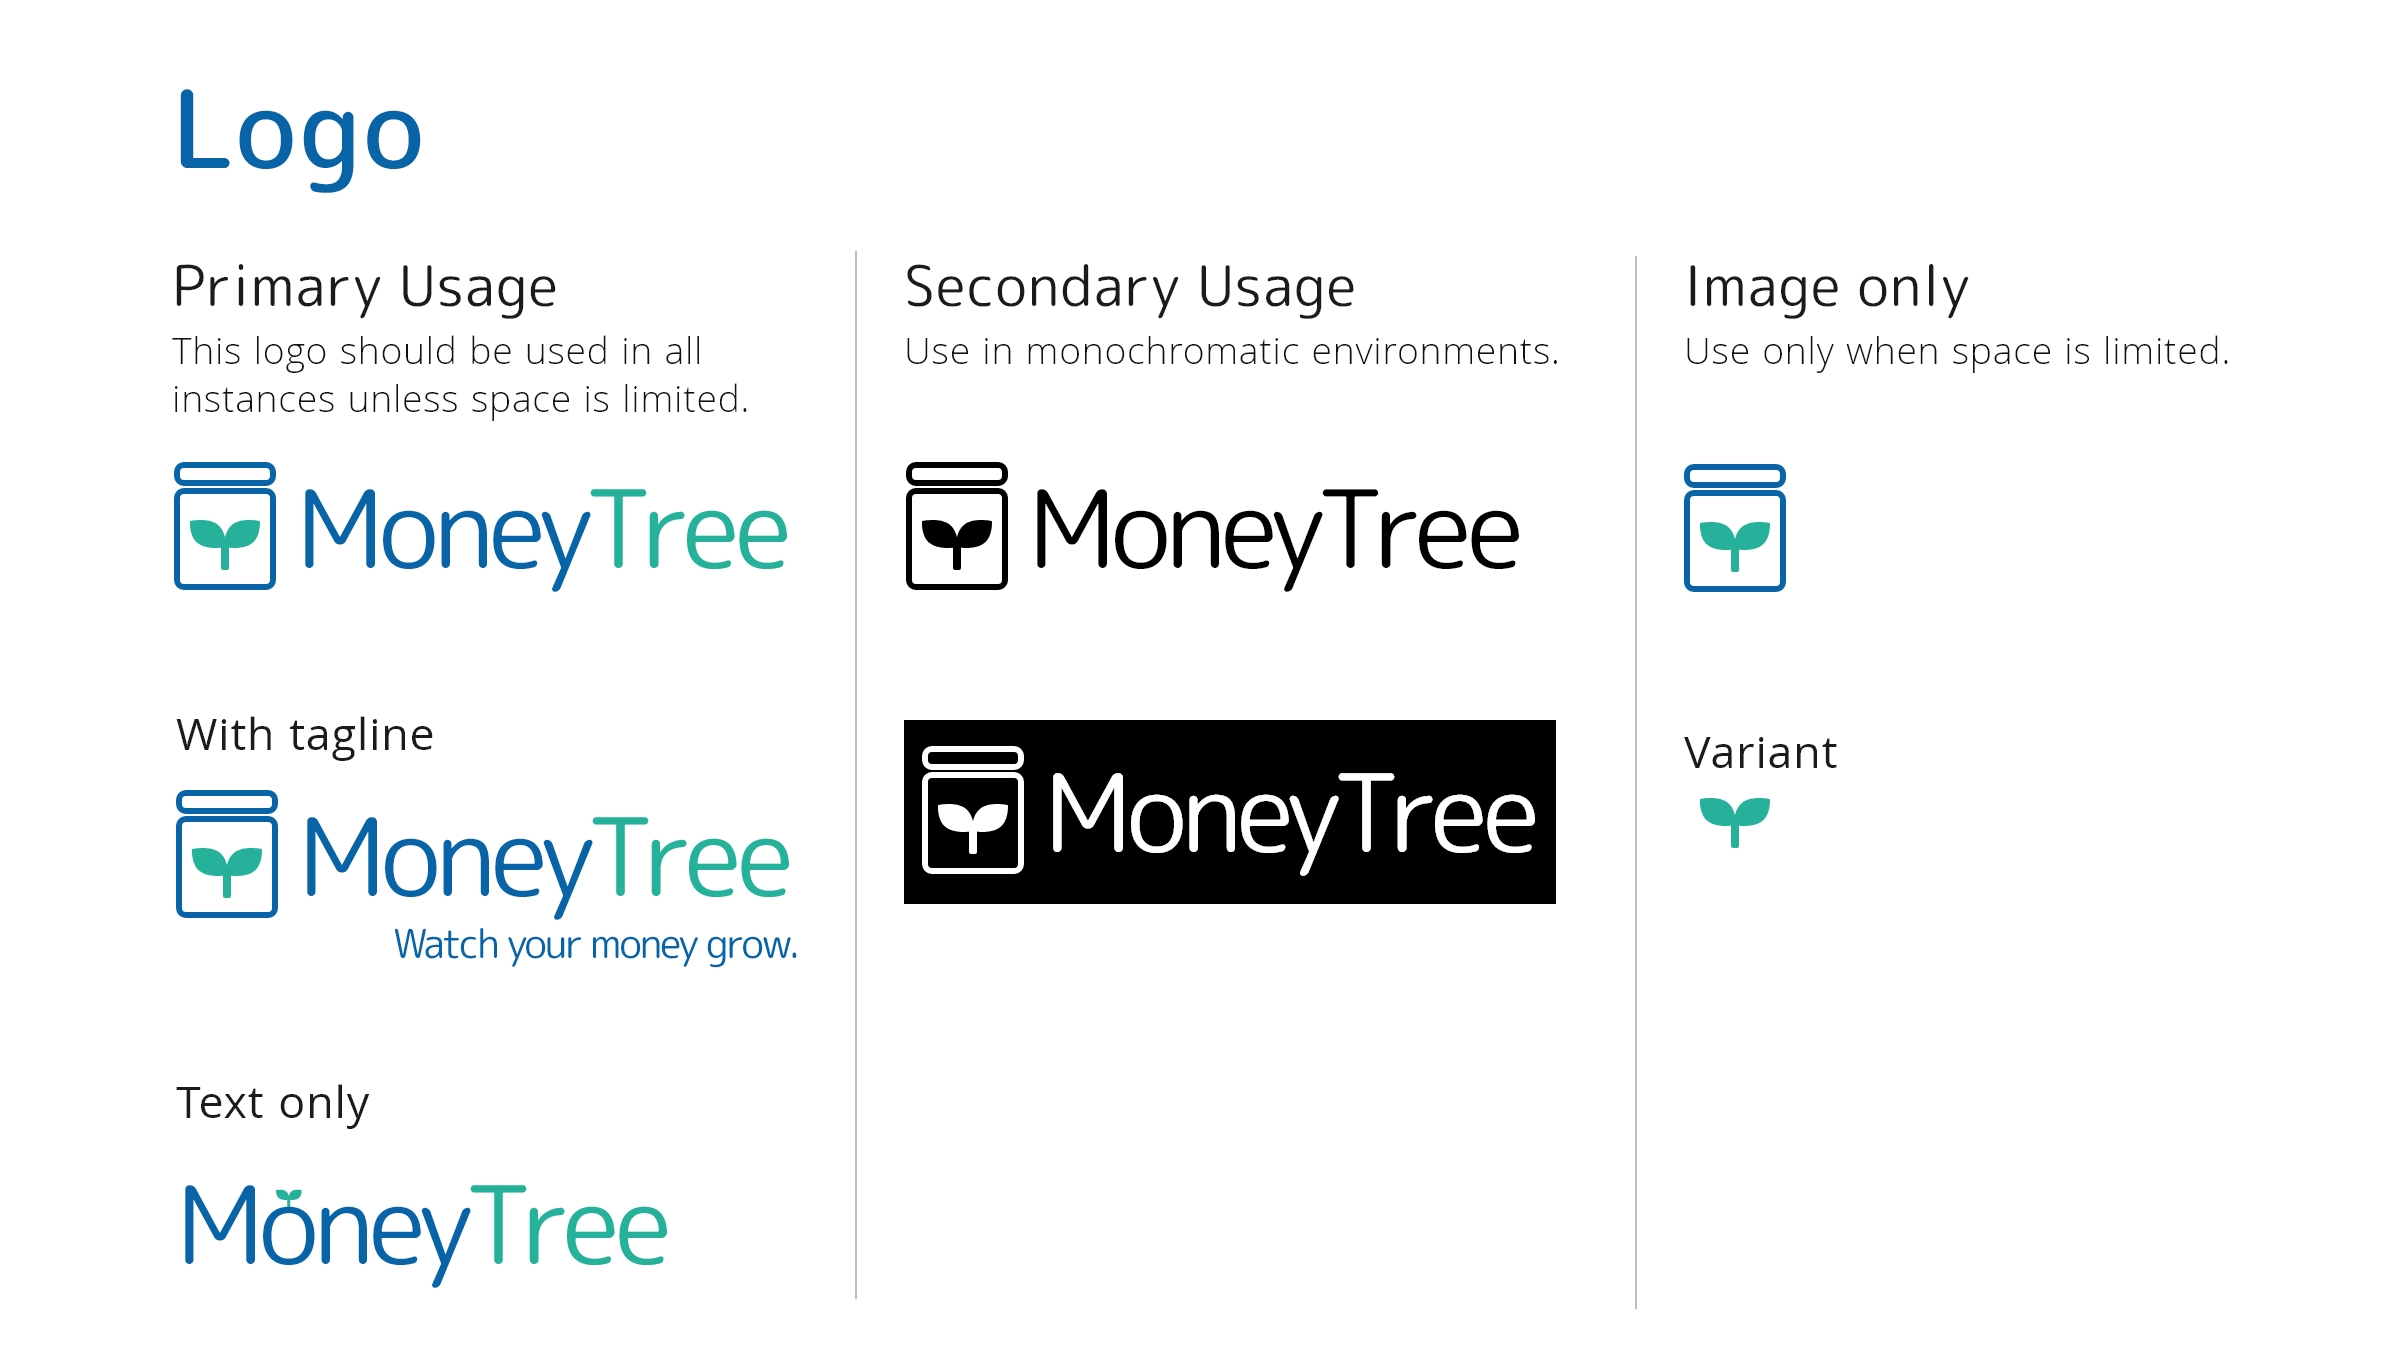 Logo
Primary Usage
This logo should be used in all
instances unless space is limited.
MoneyTree
With tagline
MoneyTree
Watch your money grow.
Text only
MoneyTree
Secondary Usage
Use in monochromatic environments.
MoneyTree
MoneyTree
Image only
Use only when space is limited.
Variant